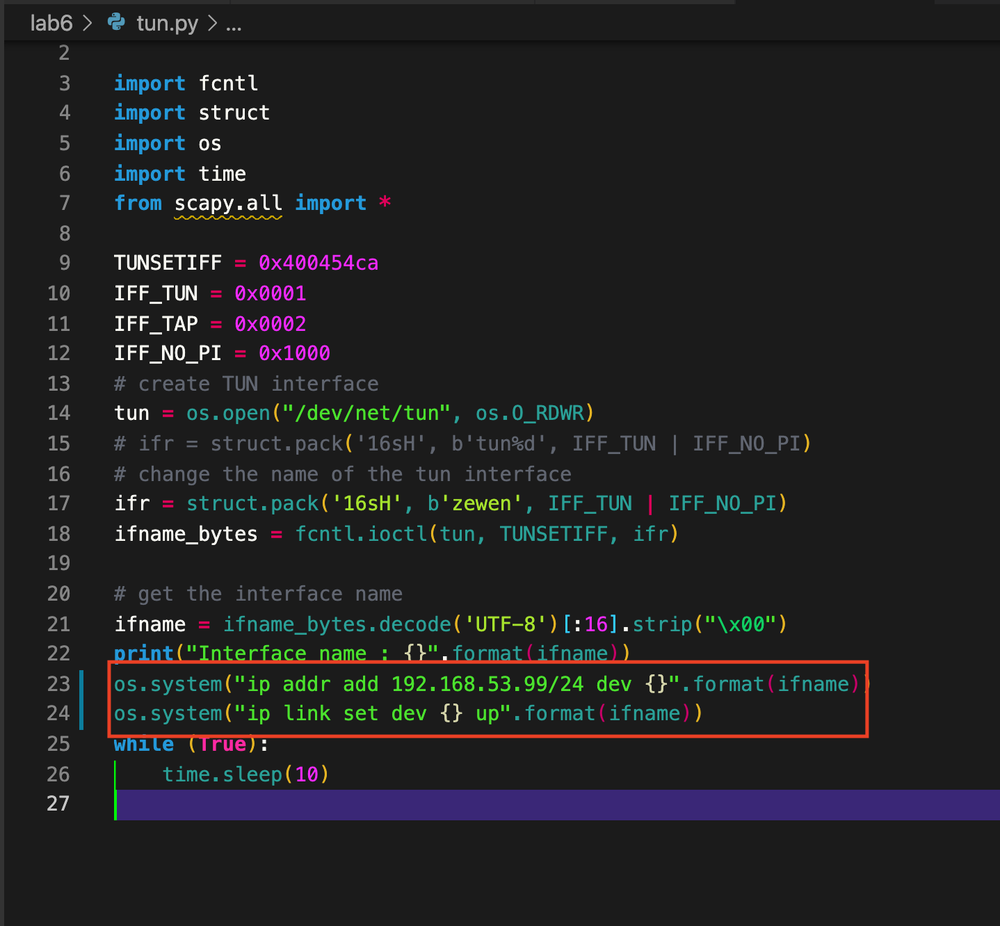 lab6 > tun.py > ...
2
3 import fcntl
4 import struct
5 import os
6 import time
7 from scapy.all import *
8
9 TUNSETIFF = 0x400454ca
10 IFF_TUN = 0x0001
11 IFF_TAP = 0x0002
12 IFF_NO_PI = 0x1000
13 # create TUN interface
14 tun = os.open("/dev/net/tun", os.O_RDWR)
15 # ifr = struct.pack('16sH', b'tun%d', IFF_TUN | IFF_NO_PI)
16 # change the name of the tun interface
17 ifr = struct.pack('16sH', b'zewen', IFF_TUN | IFF_NO_PI)
18 ifname_bytes = fcntl.ioctl(tun, TUNSETIFF, ifr)
19
20 # get the interface name
21 ifname = ifname_bytes.decode('UTF-8')[:16].strip("\x00")
22 print("Interface name : {}".format(ifname))
23 os.system("ip addr add 192.168.53.99/24 dev {}".format(ifname))
24 os.system("ip link set dev {} up".format(ifname))
25 while (True):
26     time.sleep(10)
27